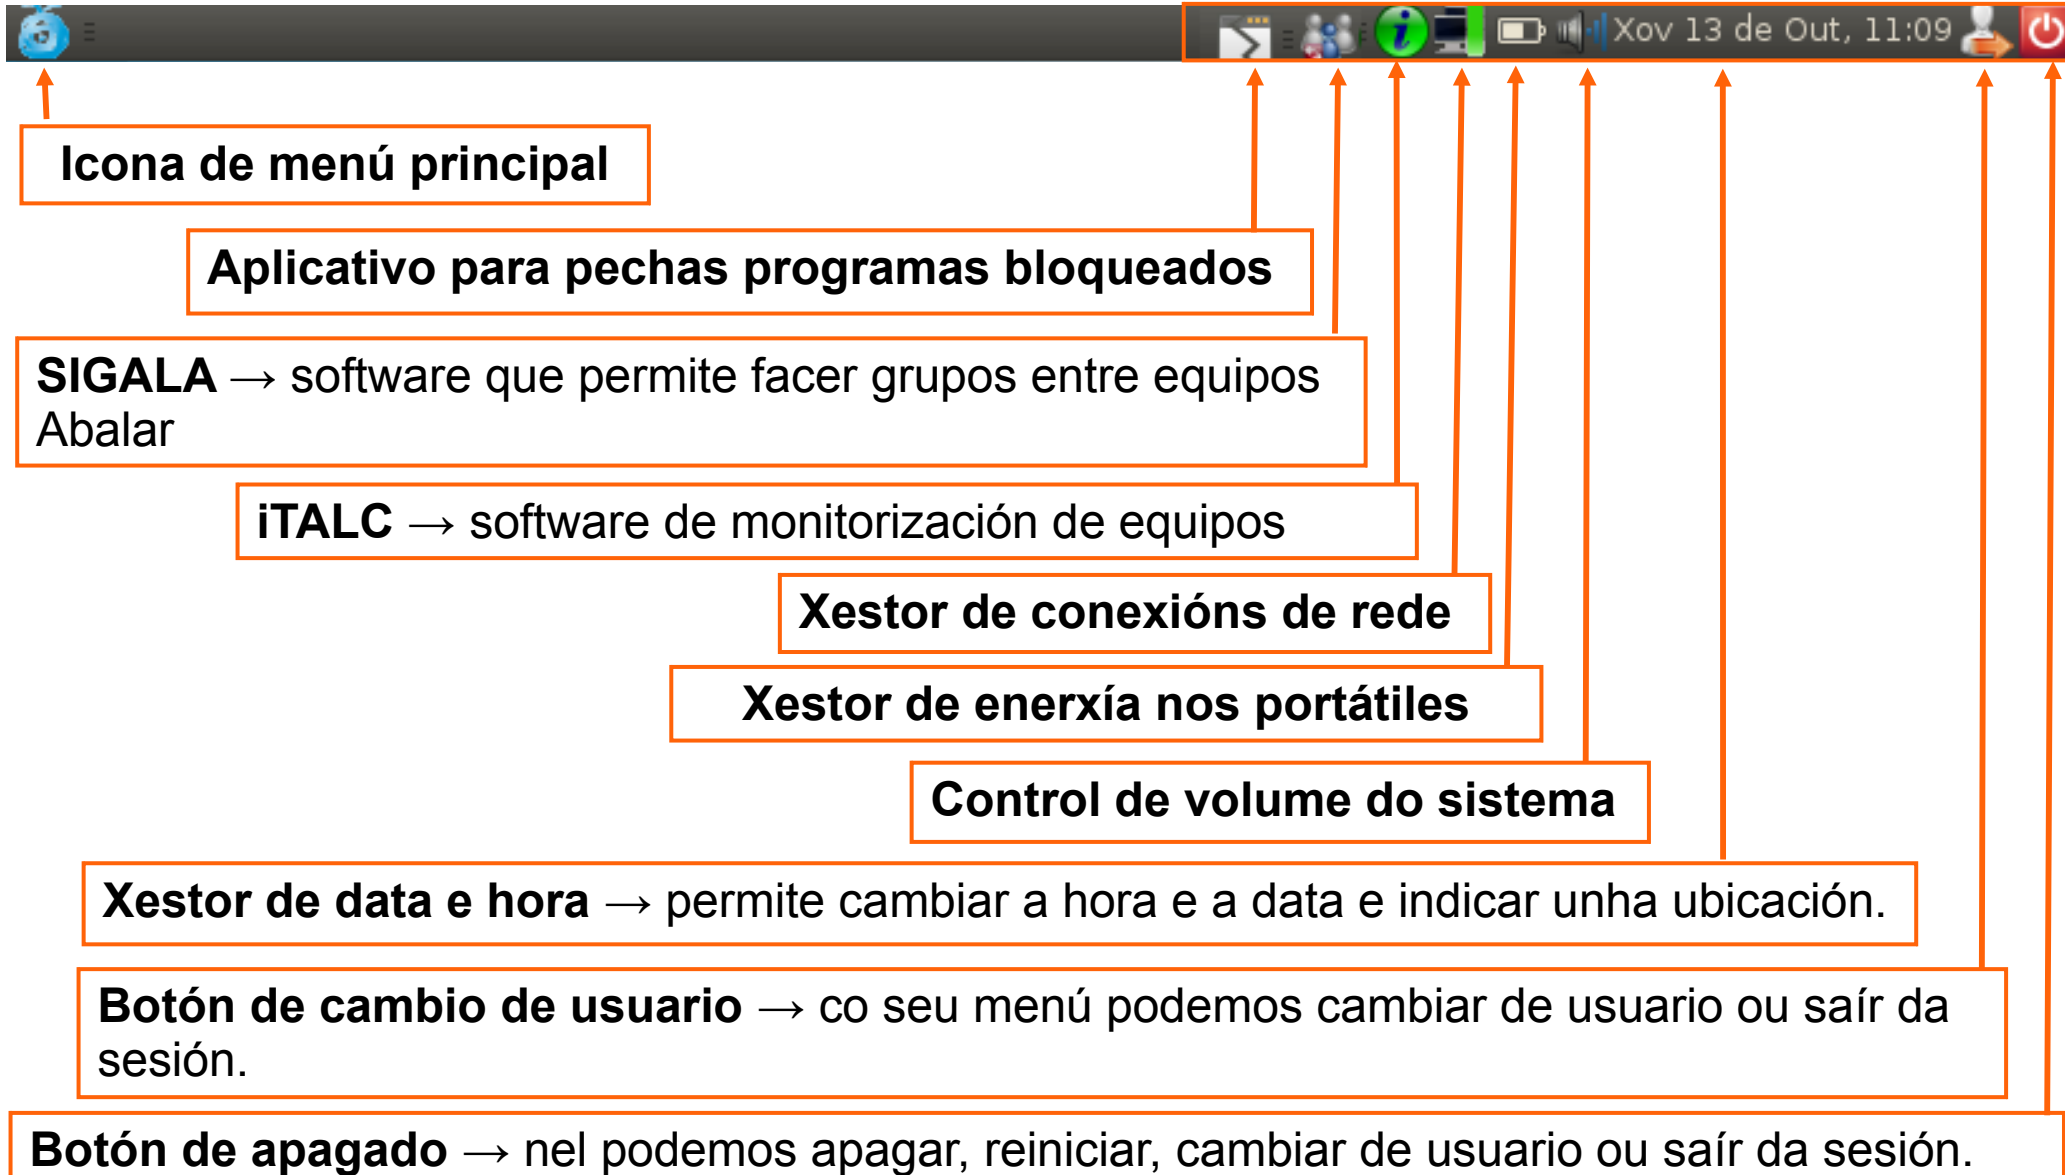 Xov 13 de Out, 11:09
Icona de menú principal
Aplicativo para pechas programas bloqueados
SIGALA → software que permite facer grupos entre equipos
Abalar
iTALC → software de monitorización de equipos
Xestor de conexións de rede
Xestor de enerxía nos portátiles
Control de volume do sistema
Xestor de data e hora → permite cambiar a hora e a data e indicar unha ubicación.
Botón de cambio de usuario → co seu menú podemos cambiar de usuario ou saír da
sesión.
Botón de apagado → nel podemos apagar, reiniciar, cambiar de usuario ou saír da sesión.